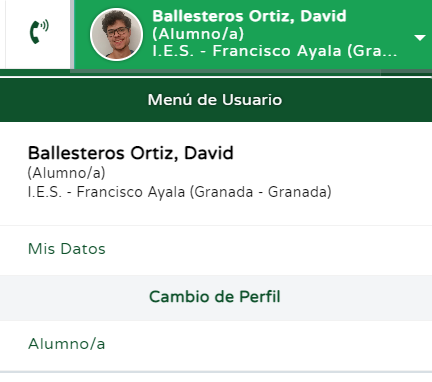 Ballesteros Ortiz, David
(Alumno/a)
I.E.S. - Francisco Ayala (Gra...
Menú de Usuario
Ballesteros Ortiz, David
(Alumno/a)
I.E.S. - Francisco Ayala (Granada - Granada)
Mis Datos
Cambio de Perfil
Alumno/a